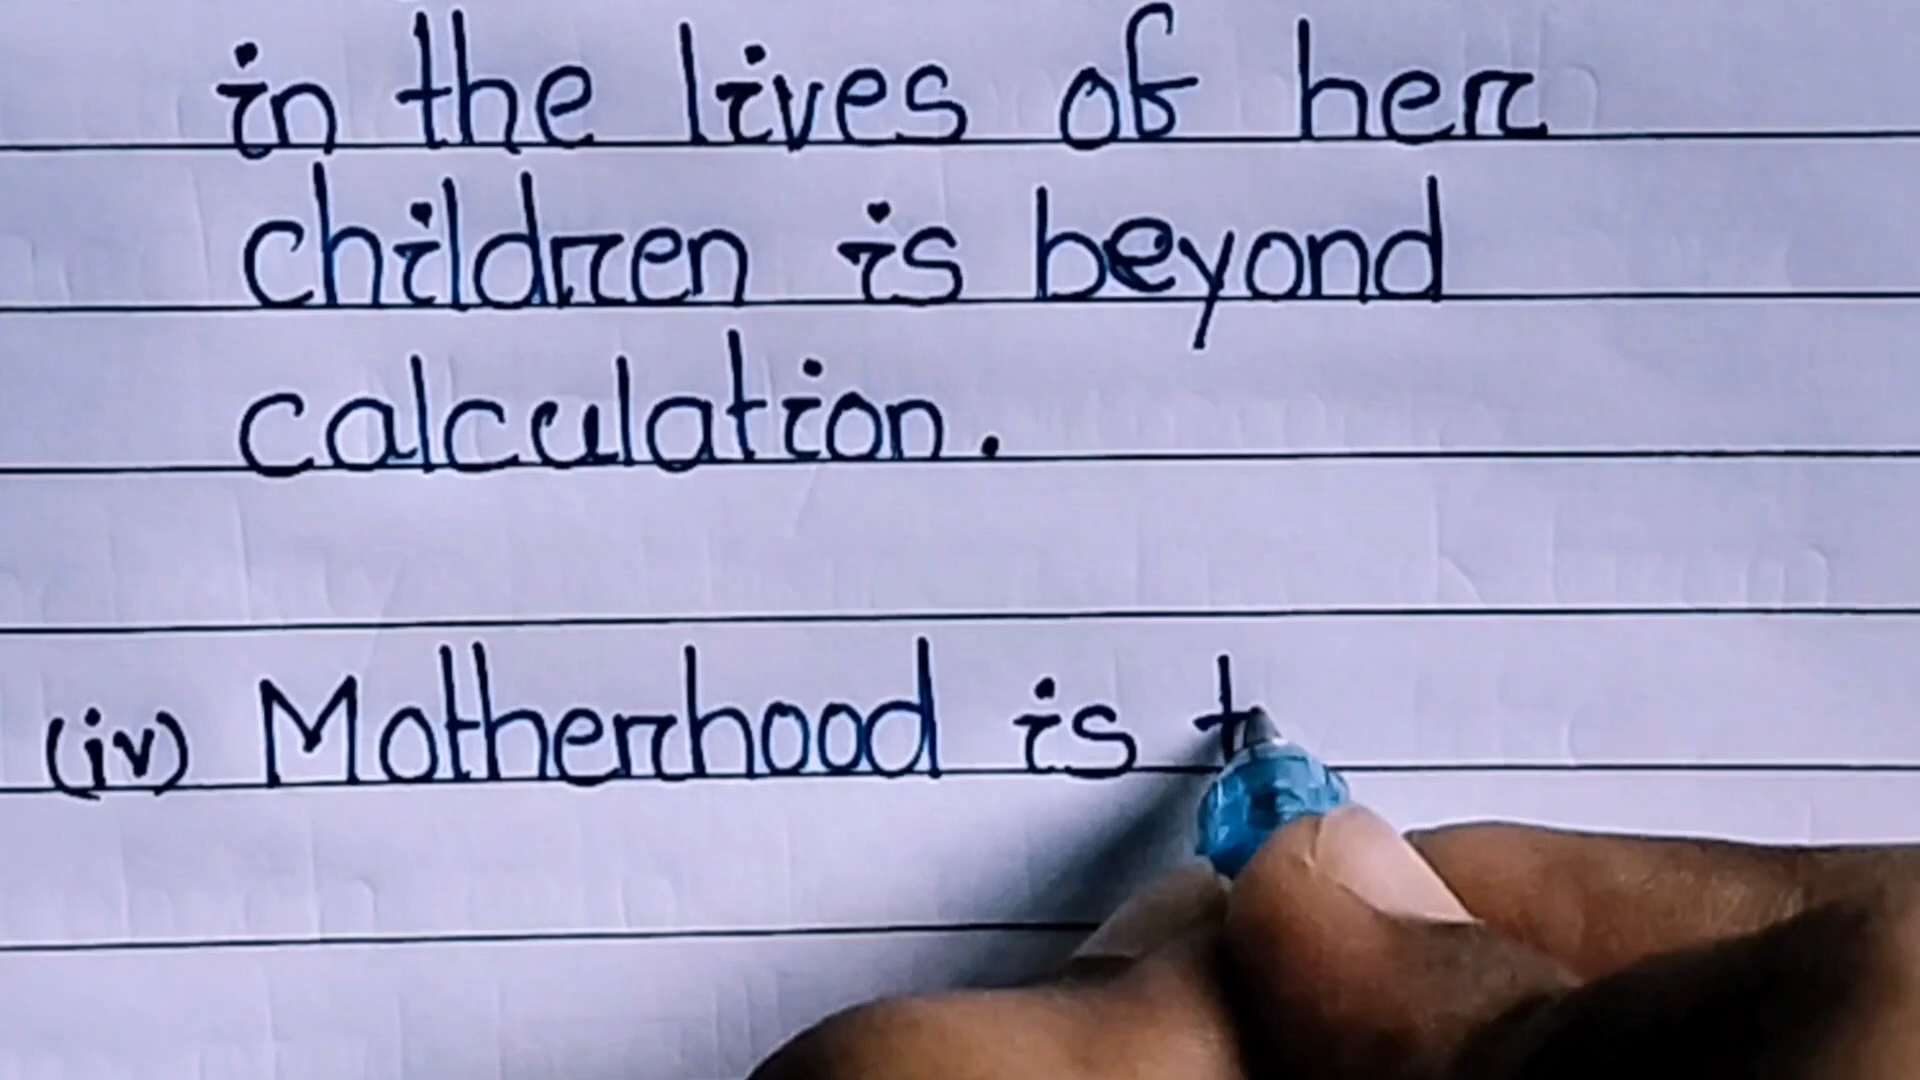 in the lives of her
children is beyond
calculation.
(iv) Motherhood is t